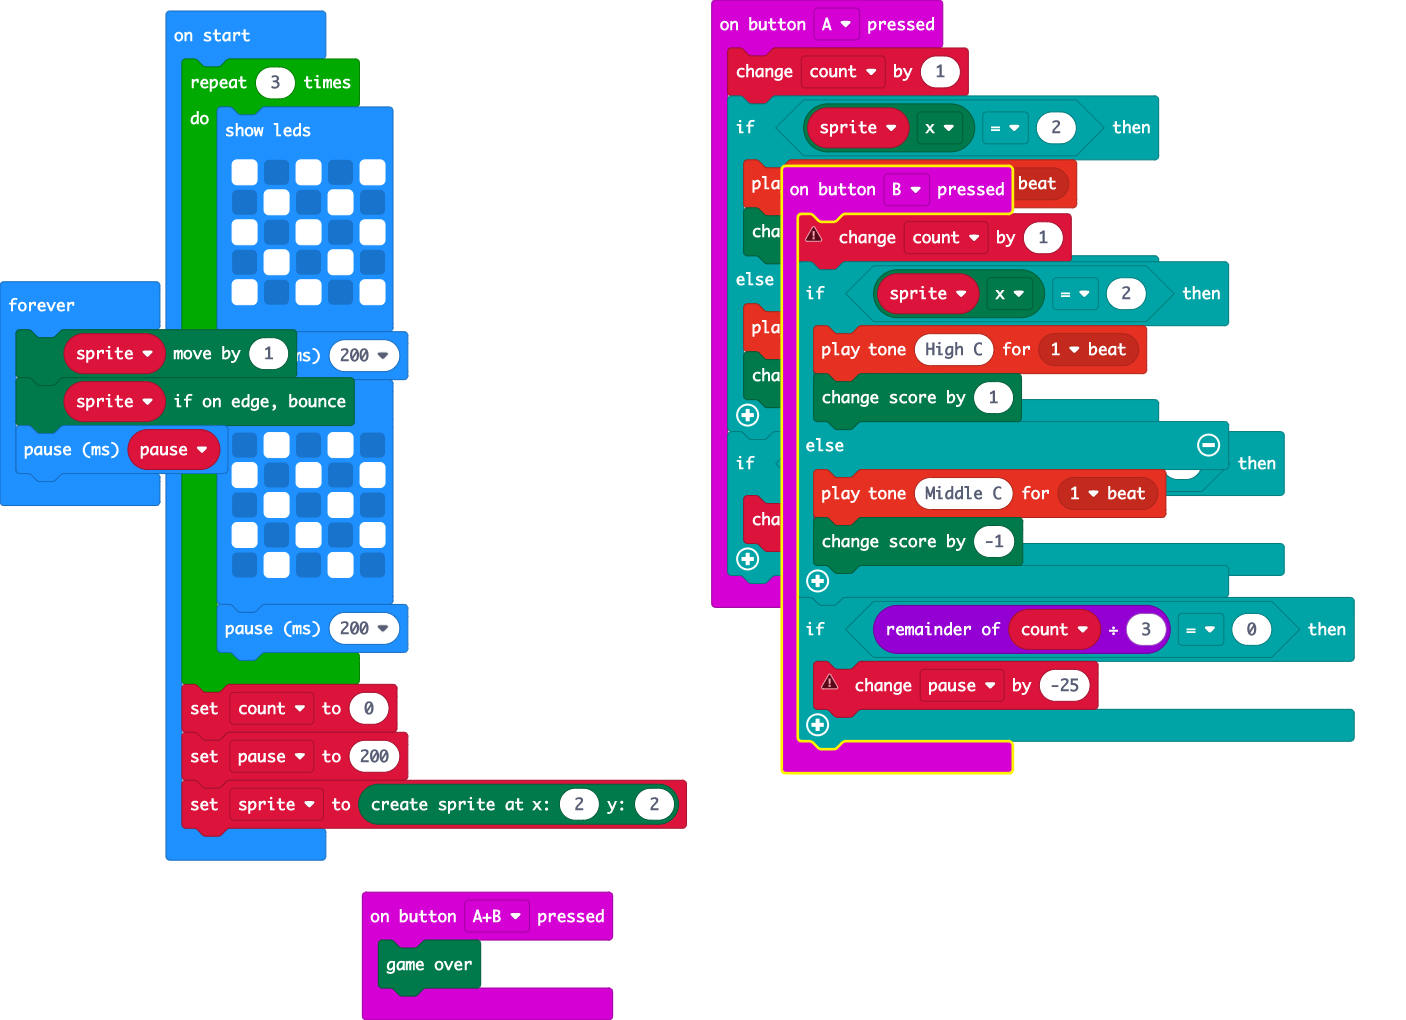 on start
repeat 3 times
do
show leds
ms) 200
pause (ms) 200
set count to 0
set pause to 200
set sprite to create sprite at x: 2 y: 2
forever
sprite move by 1
sprite if on edge, bounce
pause (ms) pause
on button A+B pressed
game over
on button A pressed
change count by 1
if sprite x = 2 then
pla beat
cha
else
pla
cha
if then
cha
on button B pressed
change count by 1
if sprite x = 2 then
play tone High C for 1 beat
change score by 1
else
play tone Middle C for 1 beat
change score by -1
if remainder of count ÷ 3 = 0 then
change pause by -25